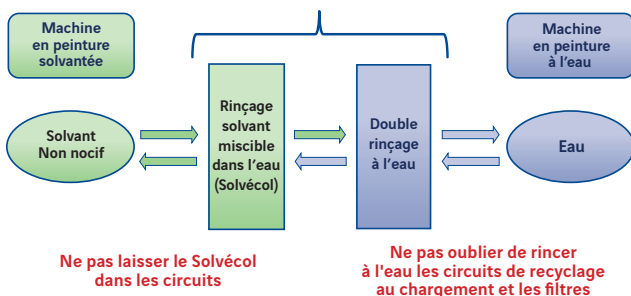 Machine
en peinture
solvantée
Machine
en peinture
à l'eau
Solvant
Non nocif
Rinçage
solvant
miscible
dans l'eau
(Solvécol)
Double
rinçage
à l'eau
Eau
Ne pas laisser le Solvécol
dans les circuits
Ne pas oublier de rincer
à l'eau les circuits de recyclage
au chargement et les filtres